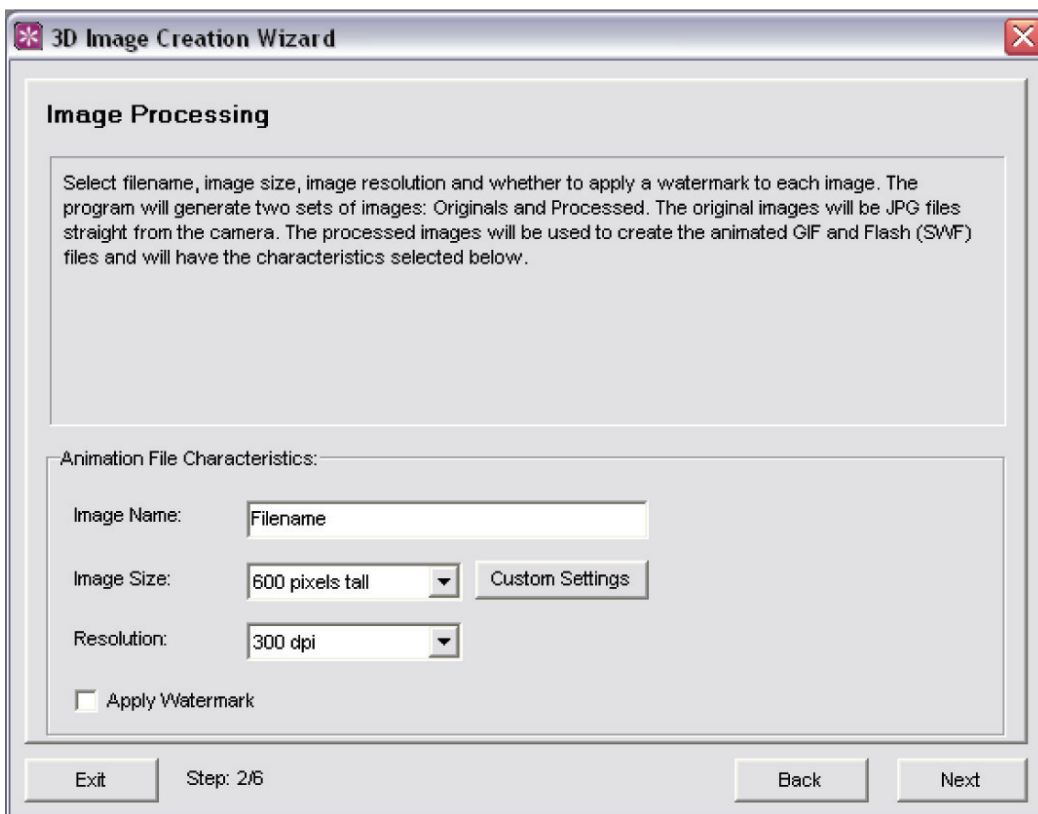 3D Image Creation Wizard
Image Processing
Select filename, image size, image resolution and whether to apply a watermark to each image. The
program will generate two sets of images: Originals and Processed. The original images will be JPG files
straight from the camera. The processed images will be used to create the animated GIF and Flash (SWF)
files and will have the characteristics selected below.
Animation File Characteristics:
Image Name: Filename
Image Size: 600 pixels tall Custom Settings
Resolution: 300 dpi
Apply Watermark
Exit Step: 2/6 Back Next